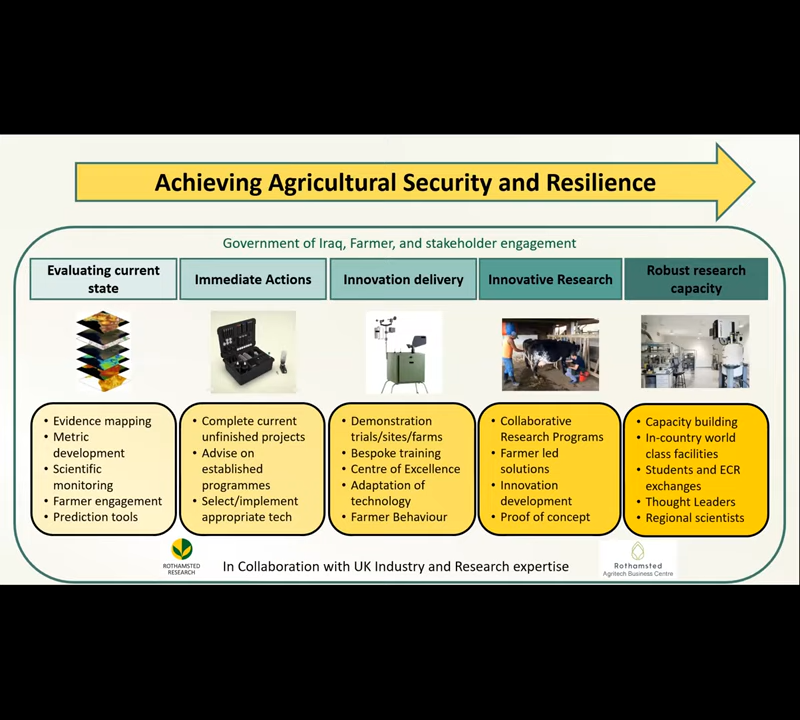 Achieving Agricultural Security and Resilience
Government of Iraq, Farmer, and stakeholder engagement
Evaluating current
state
Immediate Actions
Innovation delivery
Innovative Research
Robust research
capacity
• Evidence mapping
• Metric
development
• Scientific
monitoring
• Farmer engagement
• Prediction tools
• Complete current
unfinished projects
• Advise on
established
programmes
• Select/implement
appropriate tech
• Demonstration
trials/sites/farms
• Bespoke training
• Centre of Excellence
• Adaptation of
technology
• Farmer Behaviour
• Collaborative
Research Programs
• Farmer led
solutions
• Innovation
development
• Proof of concept
• Capacity building
• In-country world
class facilities
• Students and ECR
exchanges
• Thought Leaders
• Regional scientists
ROTHAMSTED
RESEARCH
In Collaboration with UK Industry and Research expertise
Rothamsted
Agritech Business Centre